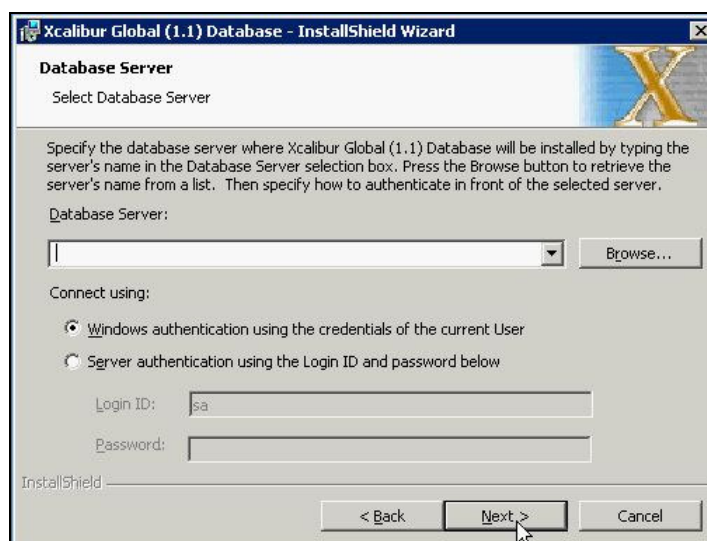 Xcalibur Global (1.1) Database - InstallShield Wizard
Database Server
Select Database Server
X
Specify the database server where Xcalibur Global (1.1) Database will be installed by typing the
server's name in the Database Server selection box. Press the Browse button to retrieve the
server's name from a list. Then specify how to authenticate in front of the selected server.
Database Server:
Browse...
Connect using:
Windows authentication using the credentials of the current User
Server authentication using the Login ID and password below
Login ID: sa
Password:
InstallShield
< Back Next > Cancel